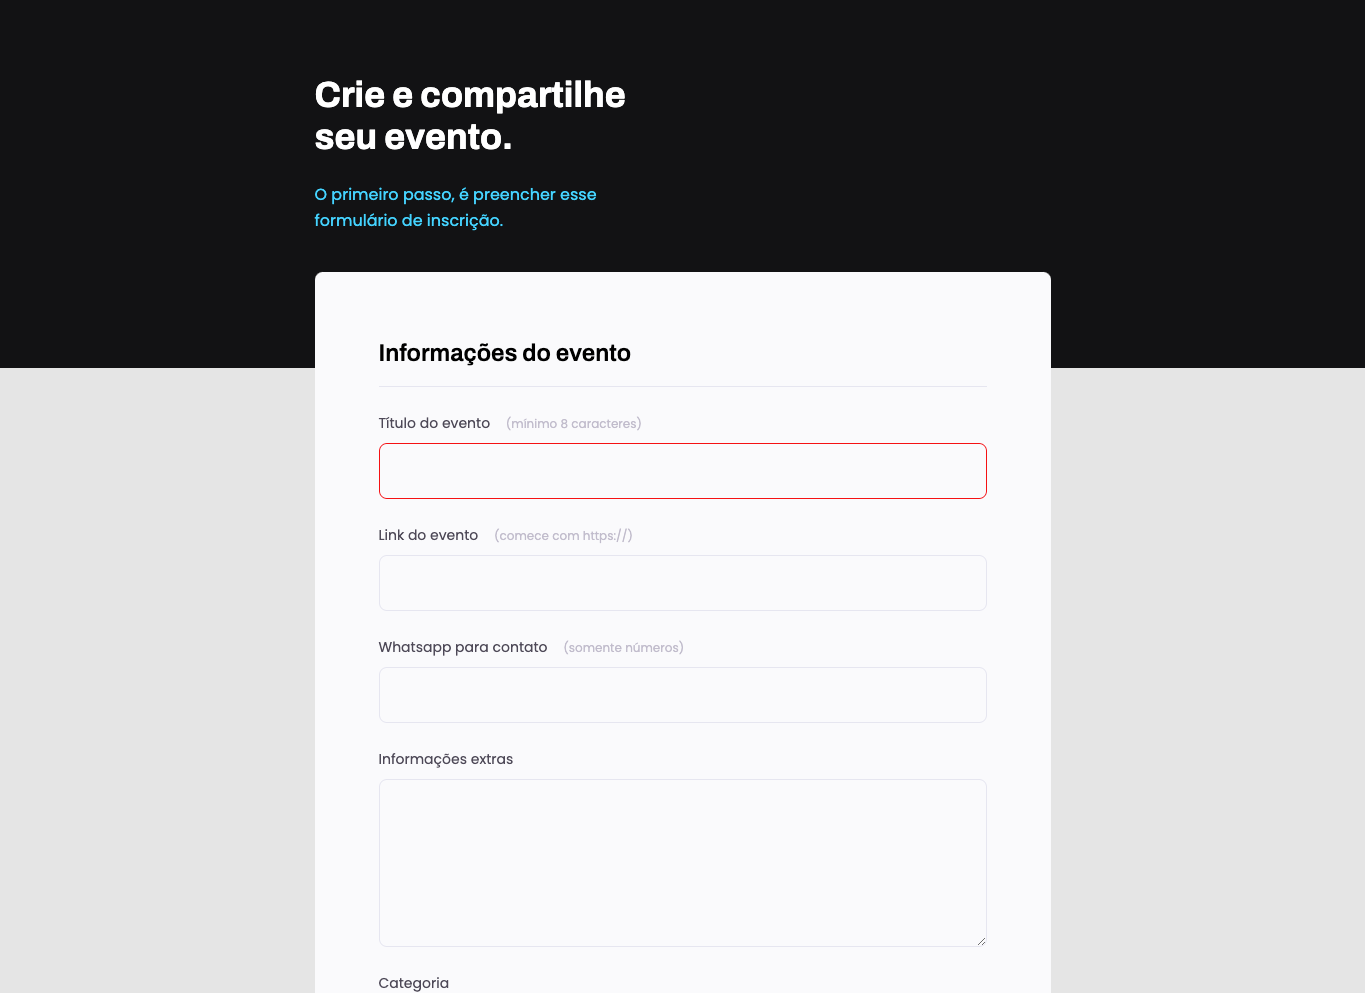 Crie e compartilhe
seu evento.
O primeiro passo, é preencher esse
formulário de inscrição.
Informações do evento
Título do evento (mínimo 8 caracteres)
Link do evento (comece com https://)
Whatsapp para contato (somente números)
Informações extras
Categoria